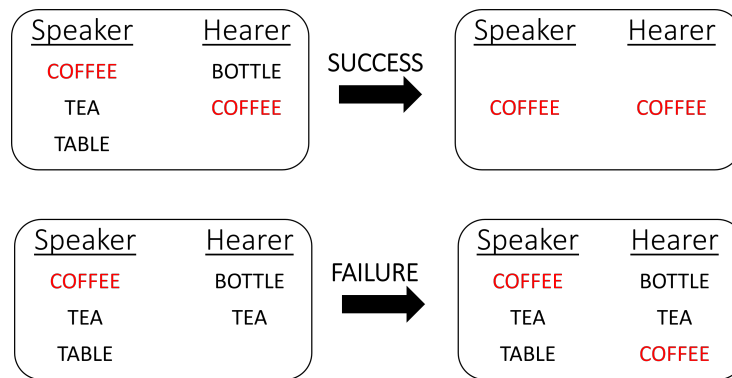 Speaker Hearer
COFFEE BOTTLE
TEA COFFEE
TABLE
SUCCESS
Speaker Hearer
COFFEE COFFEE
Speaker Hearer
COFFEE BOTTLE
TEA TEA
TABLE
FAILURE
Speaker Hearer
COFFEE BOTTLE
TEA TEA
TABLE COFFEE